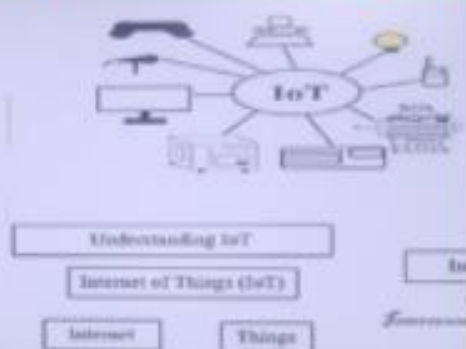 IoT
Understanding IoT
Internet of Things (IoT)
Internet
Things